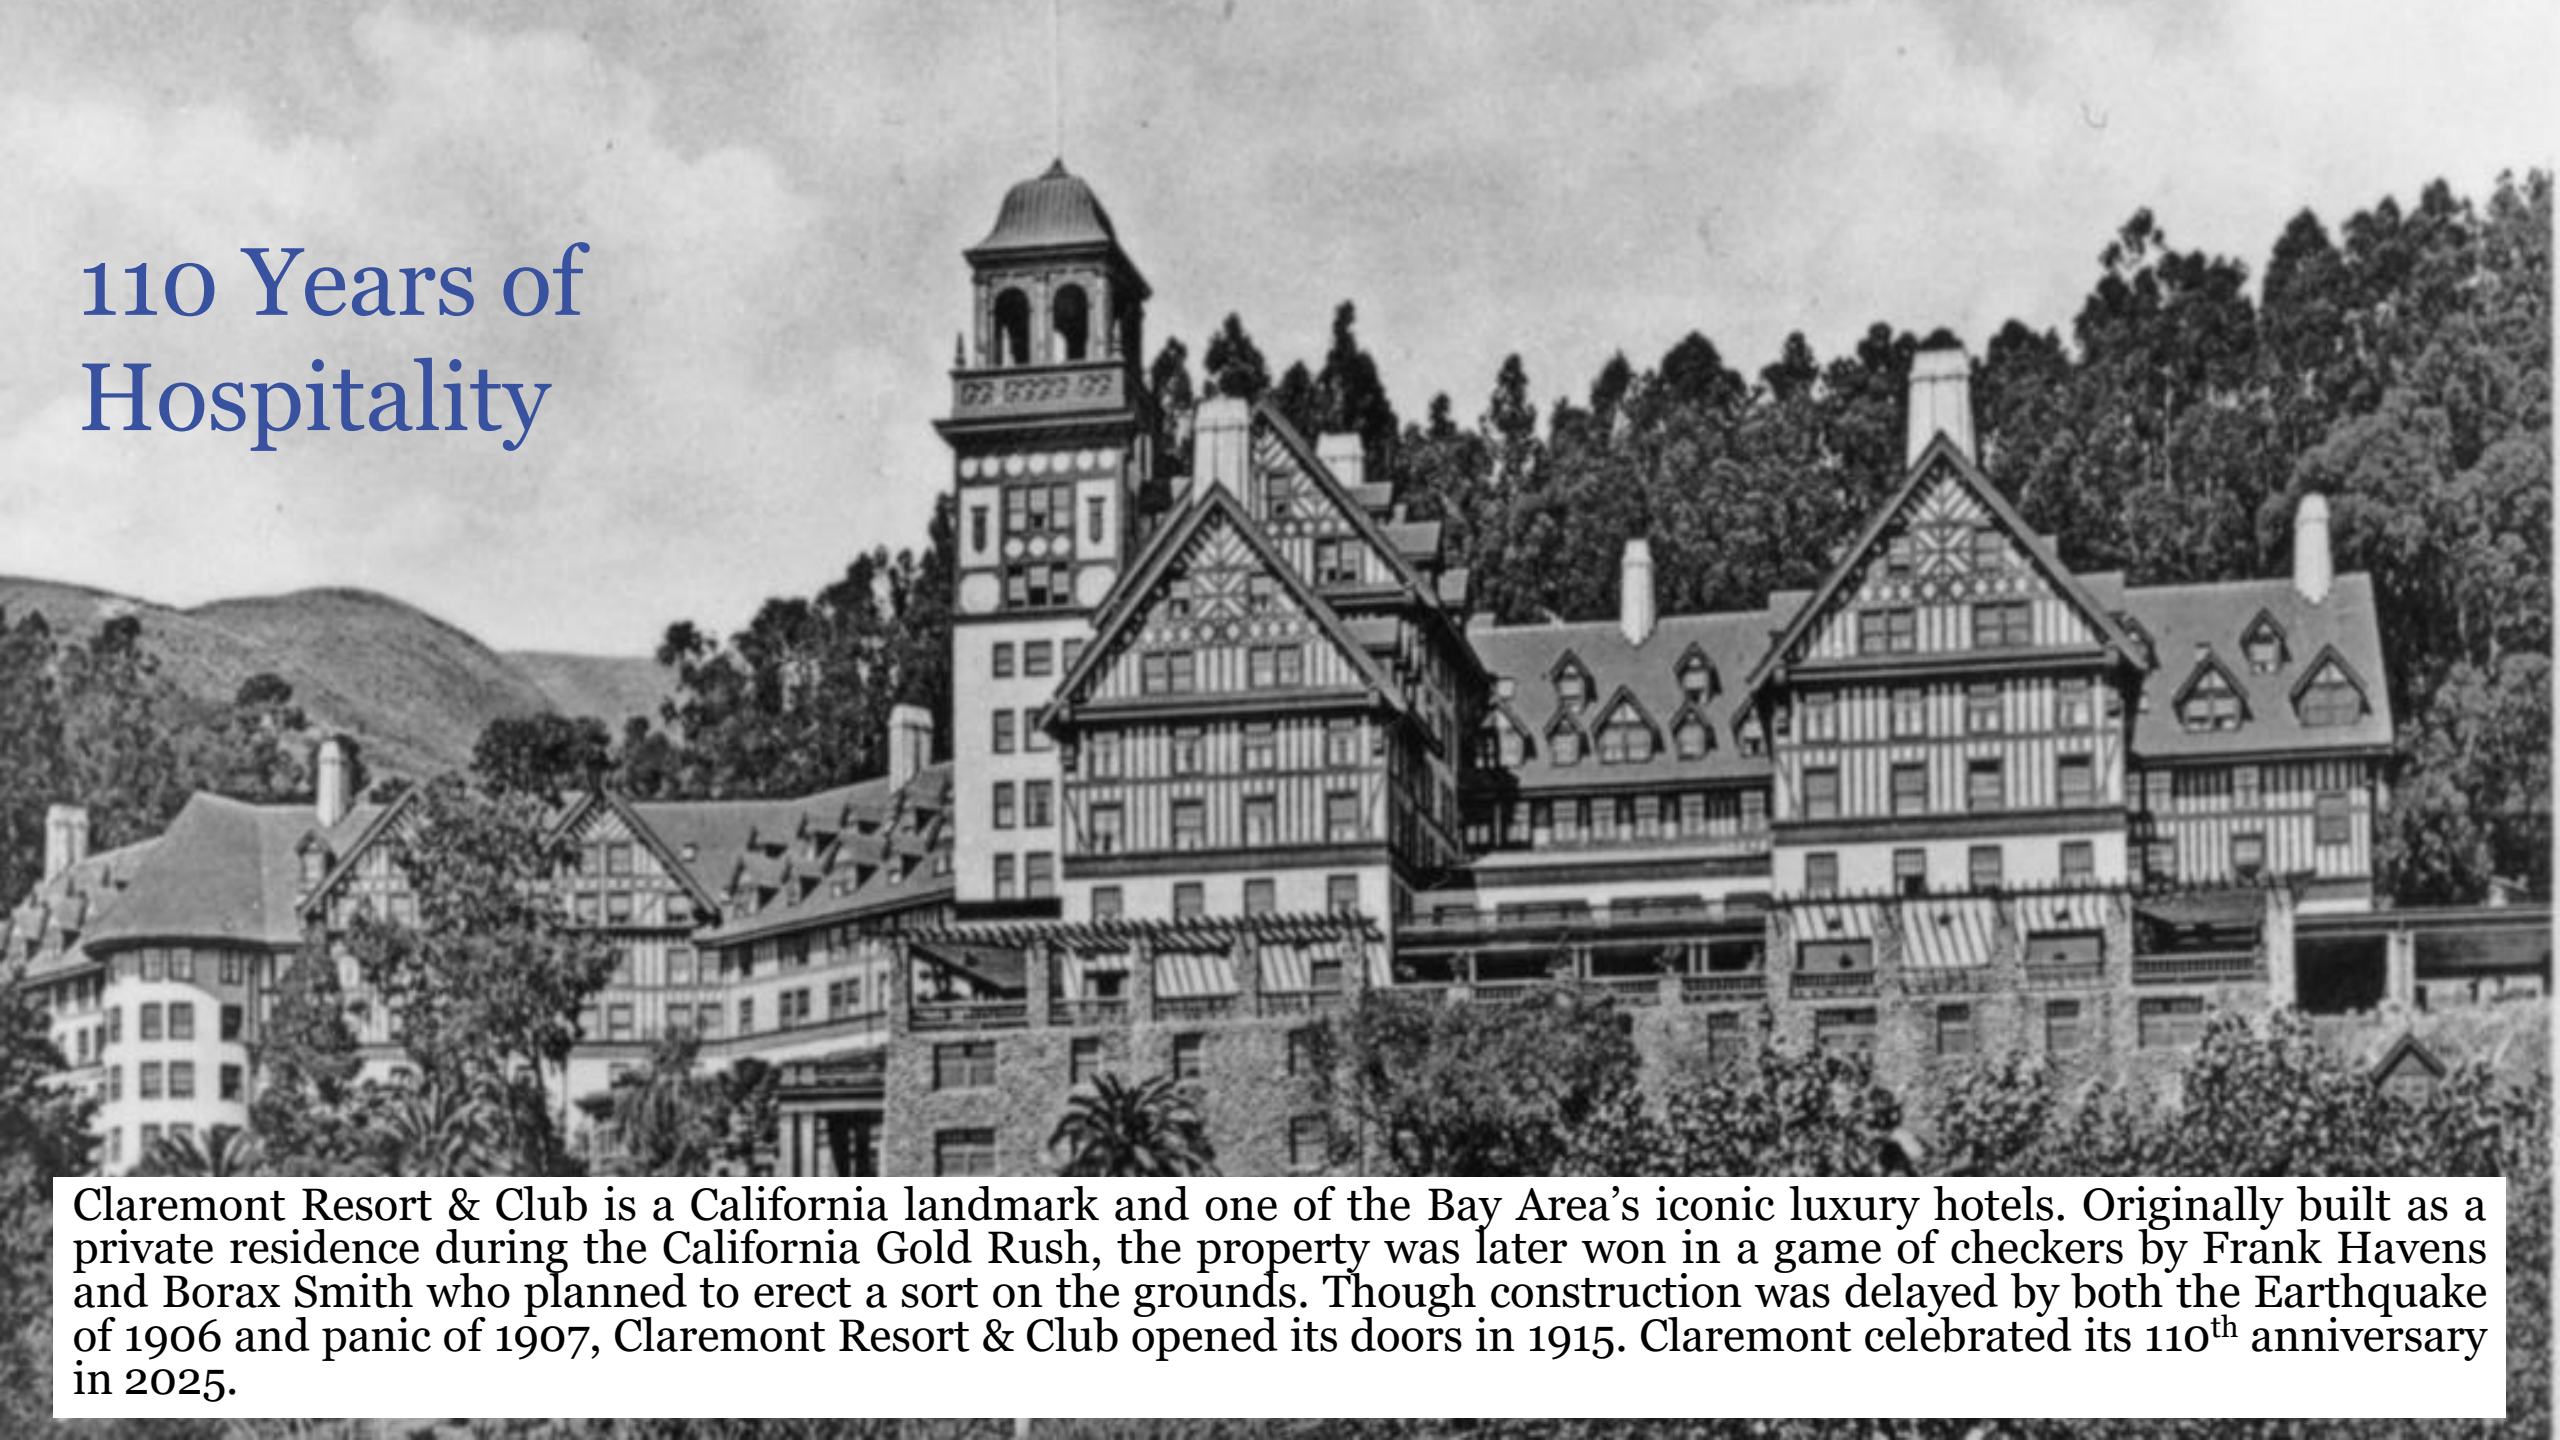 110 Years of
Hospitality
Claremont Resort & Club is a California landmark and one of the Bay Area’s iconic luxury hotels. Originally built as a
private residence during the California Gold Rush, the property was later won in a game of checkers by Frank Havens
and Borax Smith who planned to erect a sort on the grounds. Though construction was delayed by both the Earthquake
of 1906 and panic of 1907, Claremont Resort & Club opened its doors in 1915. Claremont celebrated its 110th anniversary
in 2025.